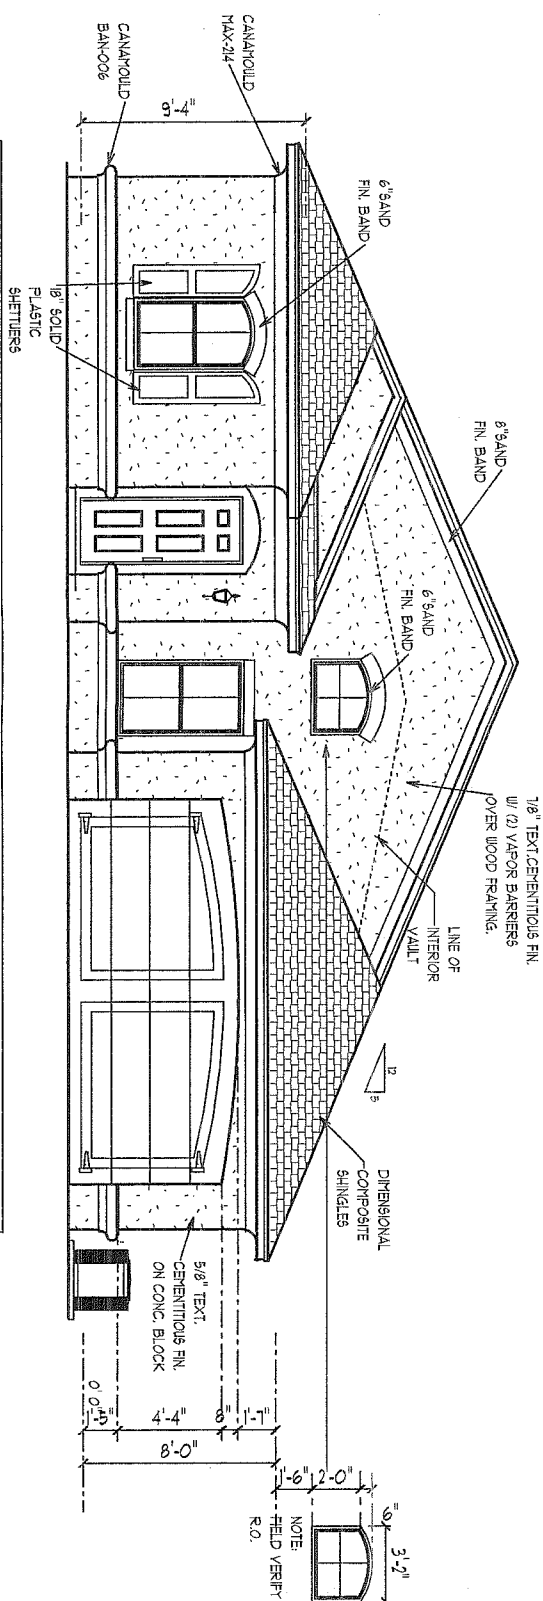 CANAMOULD
MAX-214
CANAMOULD
BAN-006
9'-4"
6"SAND
FIN. BAND
18" SOLID
PLASTIC
SHETTUERS
8"SAND
FIN. BAND
6"SAND
FIN. BAND
7/8" TEXT.CEMENTITIOUS FIN.
W/ (2) VAPOR BARRIERS
OVER WOOD FRAMING.
LINE OF
INTERIOR
VAULT
12
DIMENSIONAL
COMPOSITE
SHINGLES
5/8" TEXT.
CEMENTITIOUS FIN.
ON CONC. BLOCK
0'0"
1'-5"
4'-4"
8"
1'-7"
8'-0"
1'-6"
2'-0"
6"
3'-2"
NOTE:
FIELD VERIFY
R.O.